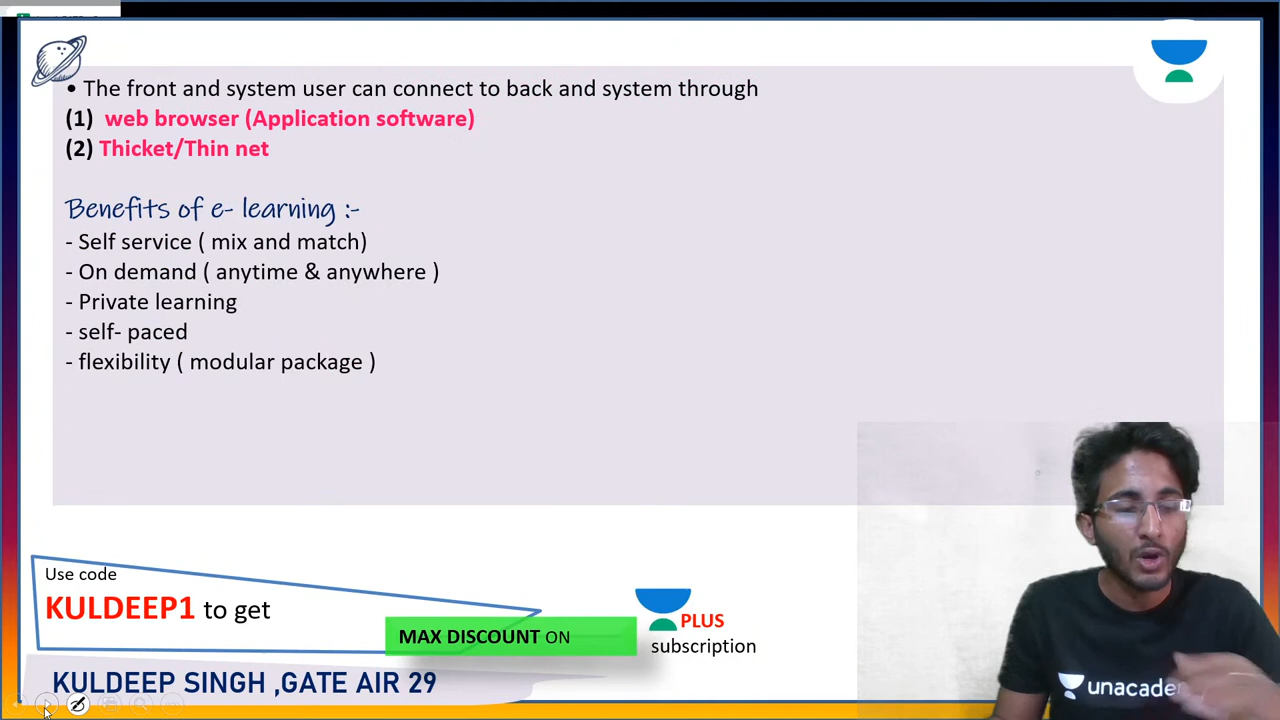 • The front and system user can connect to back and system through
(1) web browser (Application software)
(2) Thicket/Thin net
Benefits of e- learning :-
- Self service ( mix and match)
- On demand ( anytime & anywhere )
- Private learning
- self- paced
- flexibility ( modular package )
Use code
KULDEEP1 to get
MAX DISCOUNT ON
PLUS
subscription
KULDEEP SINGH ,GATE AIR 29